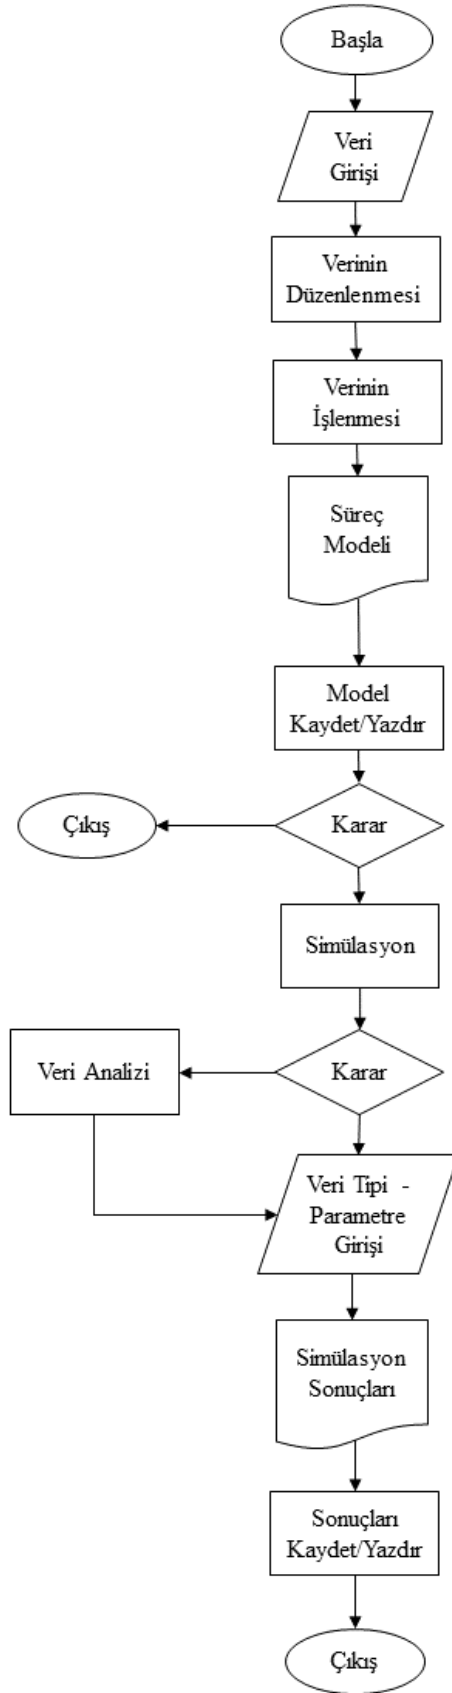 Başla
Veri
Girişi
Verinin
Düzenlenmesi
Verinin
İşlenmesi
Süreç
Modeli
Model
Kaydet/Yazdır
Çıkış
Karar
Simülasyon
Veri Analizi
Karar
Veri Tipi -
Parametre
Girişi
Simülasyon
Sonuçları
Sonuçları
Kaydet/Yazdır
Çıkış